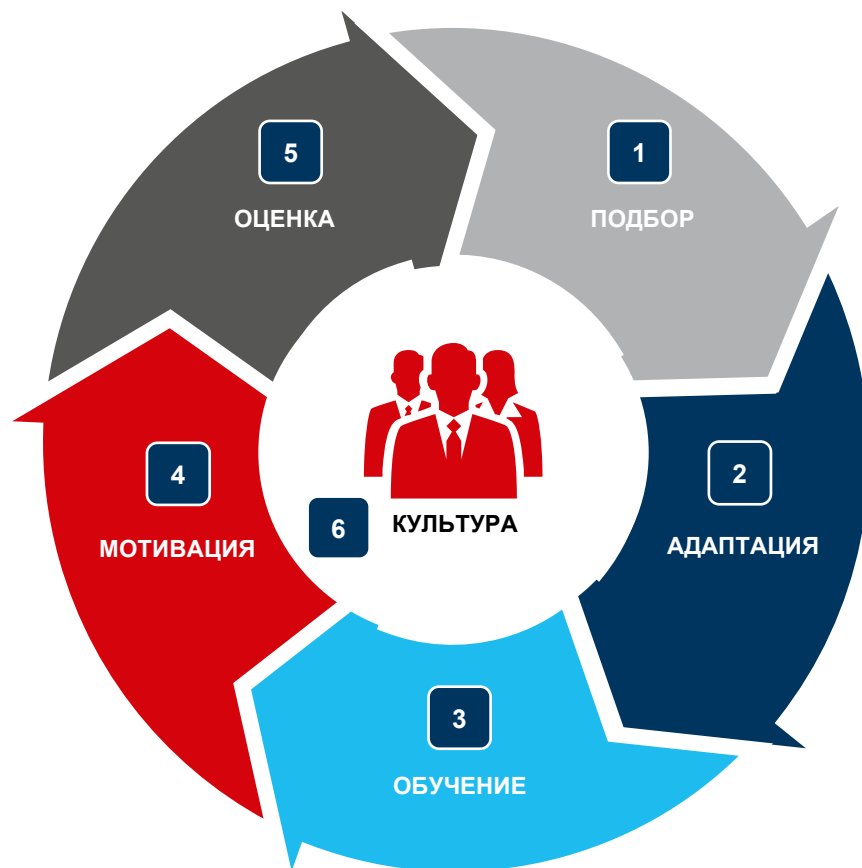 1
ПОДБОР
2
АДАПТАЦИЯ
3
ОБУЧЕНИЕ
4
МОТИВАЦИЯ
5
ОЦЕНКА
6
КУЛЬТУРА